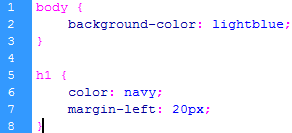 1 body {
2     background-color: lightblue;
3 }
4
5 h1 {
6     color: navy;
7     margin-left: 20px;
8 }